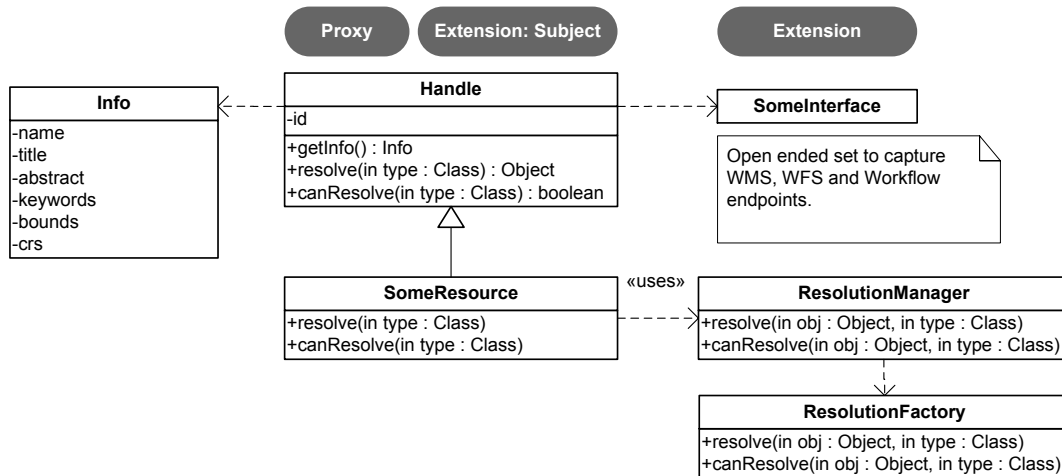 Proxy
Extension: Subject
Extension
Info
-name
-title
-abstract
-keywords
-bounds
-crs
Handle
-id
+getInfo() : Info
+resolve(in type : Class) : Object
+canResolve(in type : Class) : boolean
SomeInterface
Open ended set to capture
WMS, WFS and Workflow
endpoints.
SomeResource
+resolve(in type : Class)
+canResolve(in type : Class)
«uses»
ResolutionManager
+resolve(in obj : Object, in type : Class)
+canResolve(in obj : Object, in type : Class)
ResolutionFactory
+resolve(in obj : Object, in type : Class)
+canResolve(in obj : Object, in type : Class)